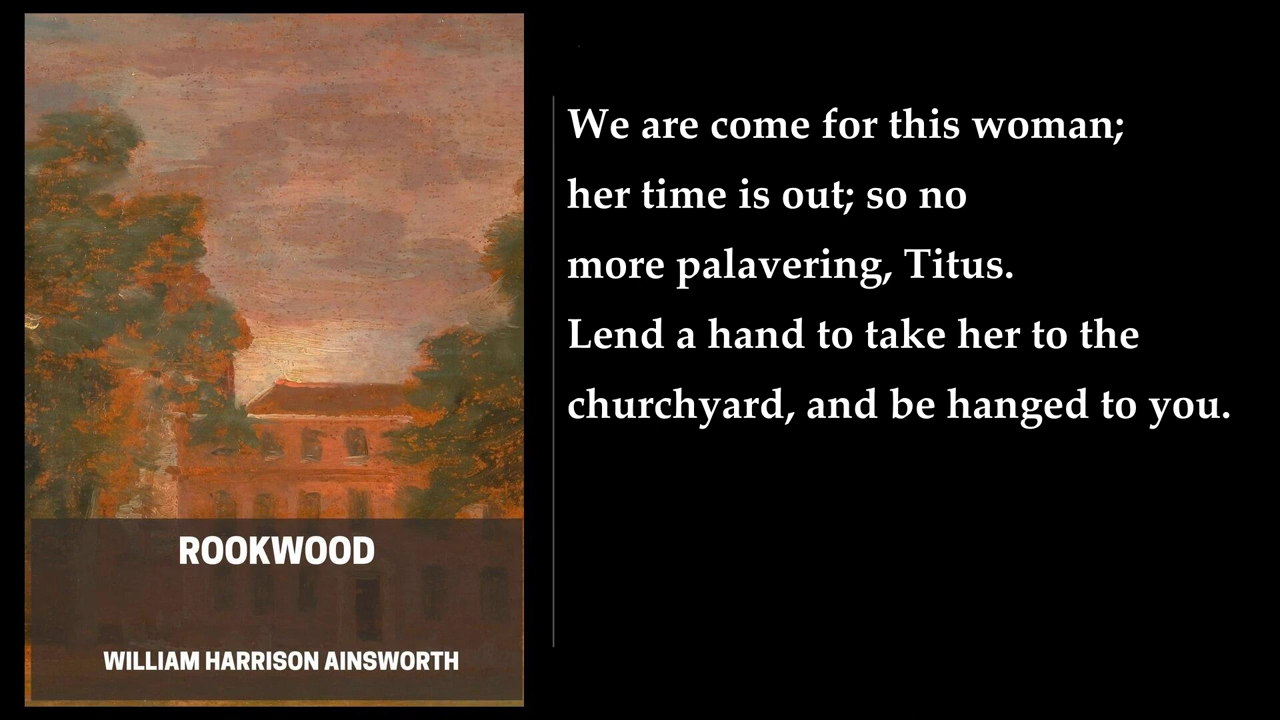 ROOKWOOD
WILLIAM HARRISON AINSWORTH
We are come for this woman;
her time is out; so no
more palavering, Titus.
Lend a hand to take her to the
churchyard, and be hanged to you.